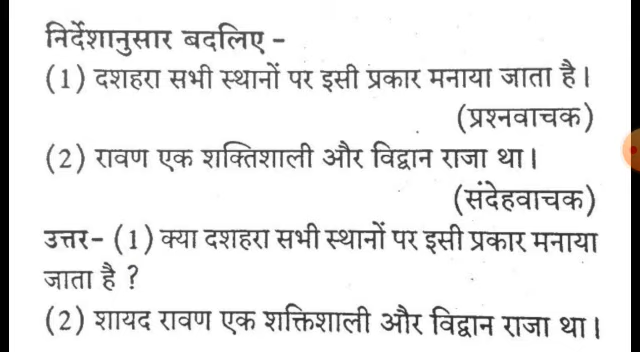 निर्देशानुसार बदलिए -
(1) दशहरा सभी स्थानों पर इसी प्रकार मनाया जाता है।
(प्रश्नवाचक)
(2) रावण एक शक्तिशाली और विद्वान राजा था।
(संदेहवाचक)
उत्तर- (1) क्या दशहरा सभी स्थानों पर इसी प्रकार मनाया
जाता है ?
(2) शायद रावण एक शक्तिशाली और विद्वान राजा था।